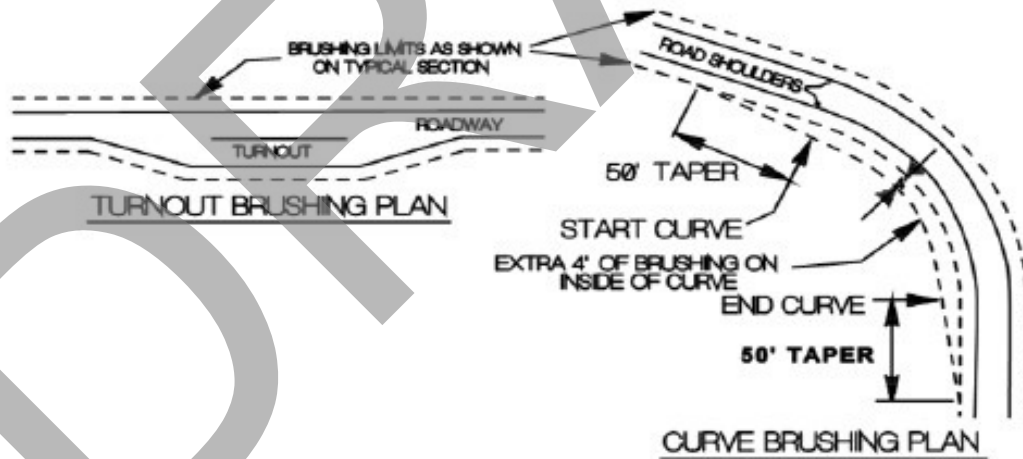 BRUSHING LIMITS AS SHOWN
ON TYPICAL SECTION
ROADWAY
TURNOUT
TURNOUT BRUSHING PLAN
ROAD SHOULDERS
50' TAPER
START CURVE
EXTRA 4' OF BRUSHING ON
INSIDE OF CURVE
END CURVE
50' TAPER
CURVE BRUSHING PLAN